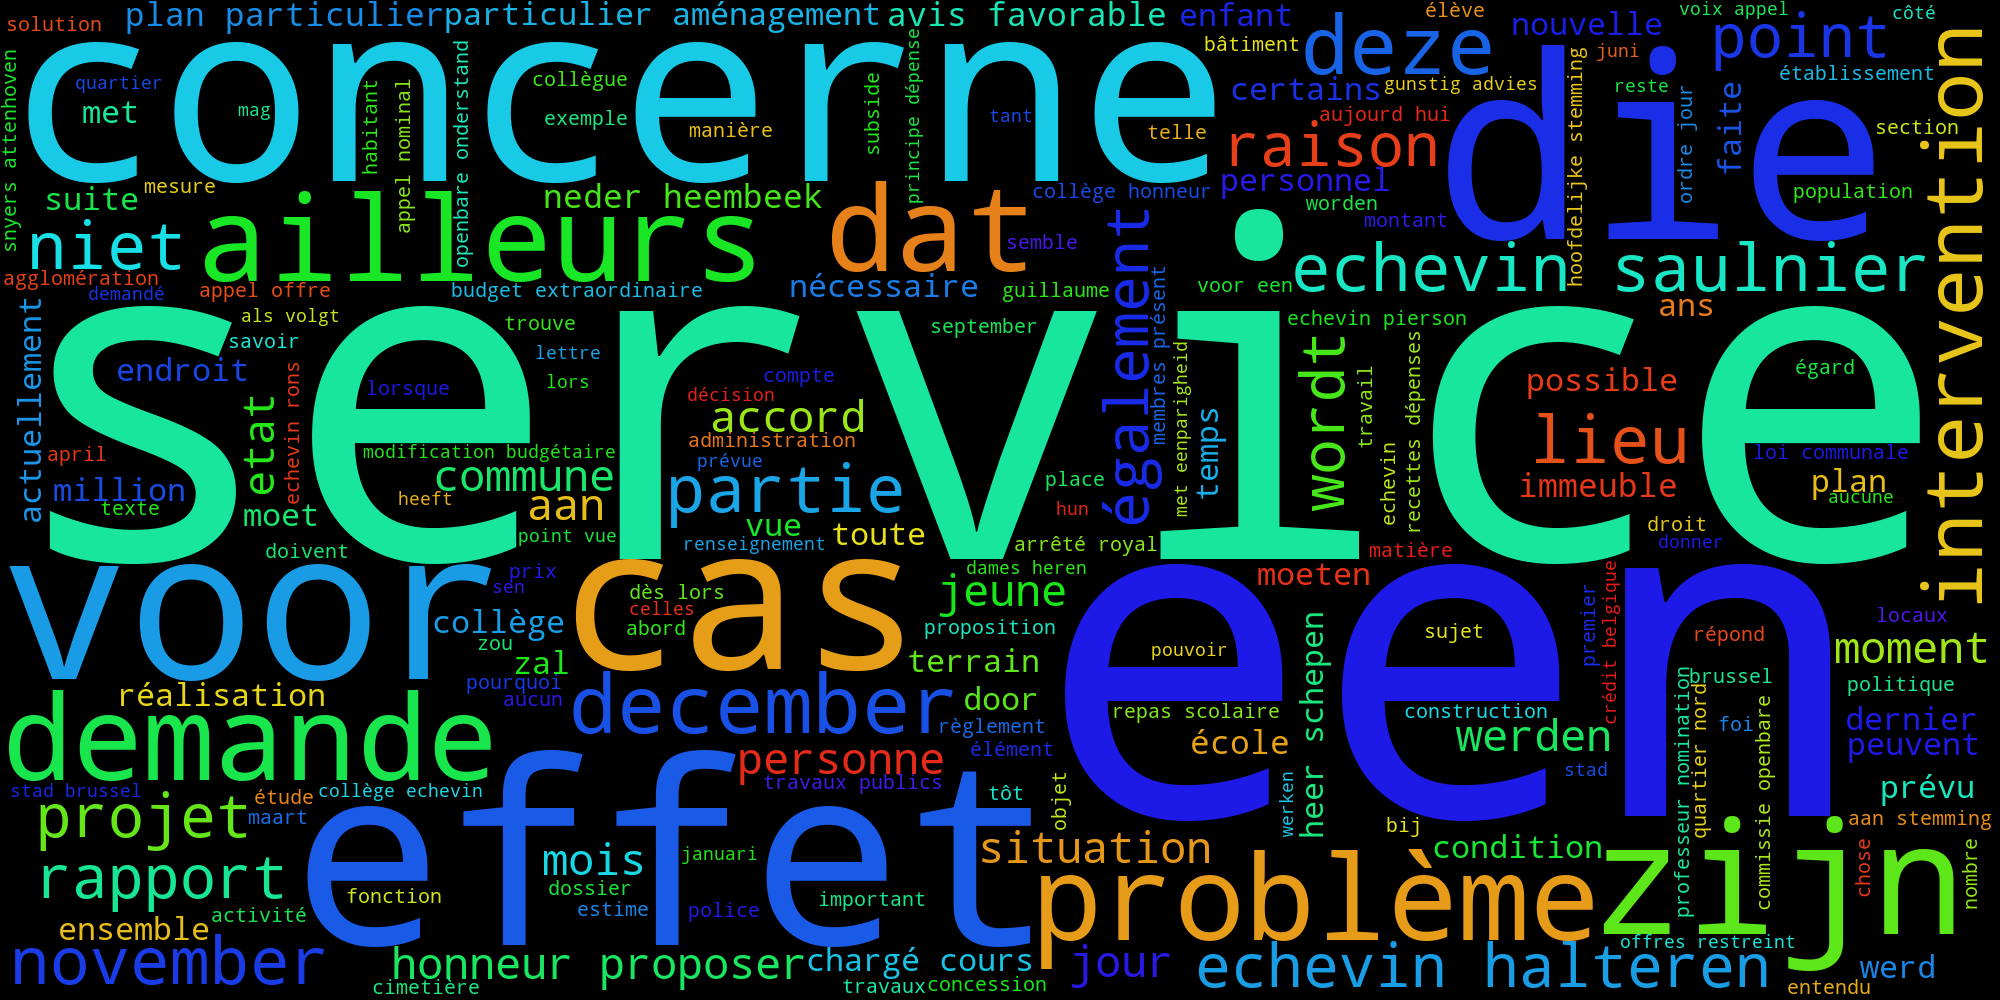 solution
plan particulier
particulier aménagement
avis favorable
enfant
élève
nouvelle
voix appel
côté
concerne
bâtiment
deze
juni
point
snyers attenhoven
quartier
mag
met
habitant
appel nominal
openbare onderstand
collègue
exemple
manière
subside
principe dépense
tant
telle
certains
gunstig advies
aujourd hui
raison
hoofdelijke stemming
reste
ordre jour
faite
établissement
section
intervention
die
mesure
suite
neder heembeek
collège honneur
personnel
worden
montant
population
niet
ailleurs
dat
semble
également
agglomération
demandé
appel offre
budget extraordinaire
nécessaire
guillaume
voor een
echevin saulnier
membres présent
ans
actuellement
als volgt
savoir
trouve
september
echevin pierson
service
endroit
lorsque
lettre
lors
compte
décision
accord
administration
met eenparigheid
temps
wordt
travail
recettes dépenses
echevin
possible
égard
etat
echevin rons
april
million
texte
modification budgétaire
commune
heeft
prévue
partie
place
lieu
immeuble
loi communale
plan
aucune
moet
aan
point vue
vue
toute
hun
renseignement
arrêté royal
matière
droit
donner
doivent
voor
prix
sen
cas
dès lors
celles
abord
dames heren
jeune
moeten
een
premier
crédit belgique
locaux
collège
zou
zal
proposition
terrain
pouvoir
heer schepen
sujet
répond
moment
réalisation
pourquoi
aucun
december
door
règlement
repas scolaire
construction
professeur nomination
brussel
quartier nord
politique
demande
élément
école
werden
foi
commissie openbare
dernier
peuvent
personne
travaux publics
stad
stad brussel
étude
maart
collège echevin
tôt
objet
werken
prévu
projet
effet
bij
aan stemming
rapport
mois
januari
situation
condition
zijn
chose
nombre
fonction
dossier
estime
police
important
problème
activité
ensemble
november
honneur proposer
chargé cours
jour
echevin halteren
offres restreint
werd
cimetière
travaux
concession
entendu